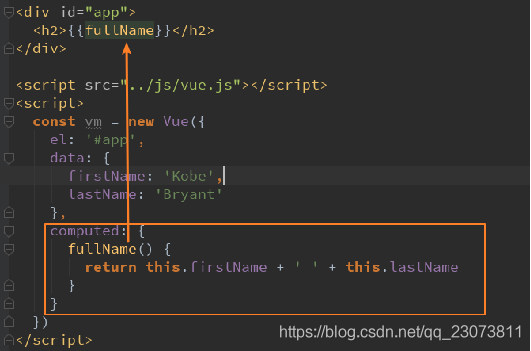 <div id="app">
  <h2>{{fullName}}</h2>
</div>

<script src="../js/vue.js"></script>
<script>
  const vm = new Vue({
    el: '#app',
    data: {
      firstName: 'Kobe',
      lastName: 'Bryant'
    },
    computed: {
      fullName() {
        return this.firstName + ' ' + this.lastName
      }
    }
  })
</script>
https://blog.csdn.net/qq_23073811